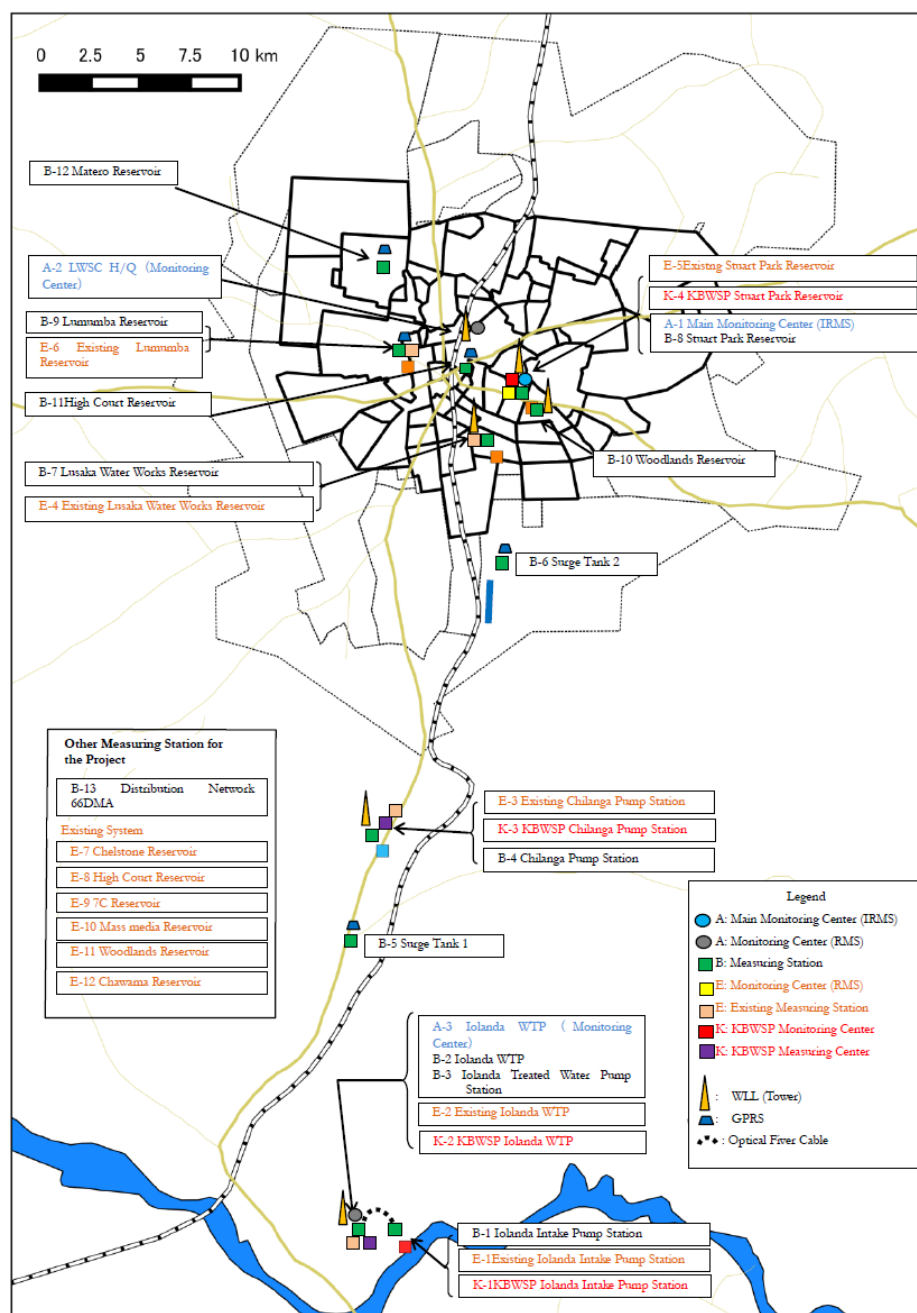 0 2.5 5 7.5 10 km
B-12 Matero Reservoir
A-2 LWSC H/Q (Monitoring
Center)
B-9 Lumumba Reservoir
E-6 Existing Lumumba
Reservoir
B-11High Court Reservoir
B-7 Lusaka Water Works Reservoir
E-4 Existing Lusaka Water Works Reservoir
E-5Existng Stuart Park Reservoir
K-4 KBWSP Stuart Park Reservoir
A-1 Main Monitoring Center (IRMS)
B-8 Stuart Park Reservoir
B-10 Woodlands Reservoir
B-6 Surge Tank 2
Other Measuring Station for
the Project
B-13 Distribution Network
66DMA
Existing System
E-7 Chelstone Reservoir
E-8 High Court Reservoir
E-9 7C Reservoir
E-10 Mass media Reservoir
E-11 Woodlands Reservoir
E-12 Chawama Reservoir
E-3 Existing Chilanga Pump Station
K-3 KBWSP Chilanga Pump Station
B-4 Chilanga Pump Station
B-5 Surge Tank 1
A-3 Iolanda WTP (Monitoring
Center)
B-2 Iolanda WTP
B-3 Iolanda Treated Water Pump
Station
E-2 Existing Iolanda WTP
K-2 KBWSP Iolanda WTP
B-1 Iolanda Intake Pump Station
E-1Existing Iolanda Intake Pump Station
K-1KBWSP Iolanda Intake Pump Station
Legend
A: Main Monitoring Center (IRMS)
A: Monitoring Center (RMS)
B: Measuring Station
E: Monitoring Center (RMS)
E: Existing Measuring Station
K: KBWSP Monitoring Center
K: KBWSP Measuring Center
: WLL (Tower)
: GPRS
: Optical Fiver Cable